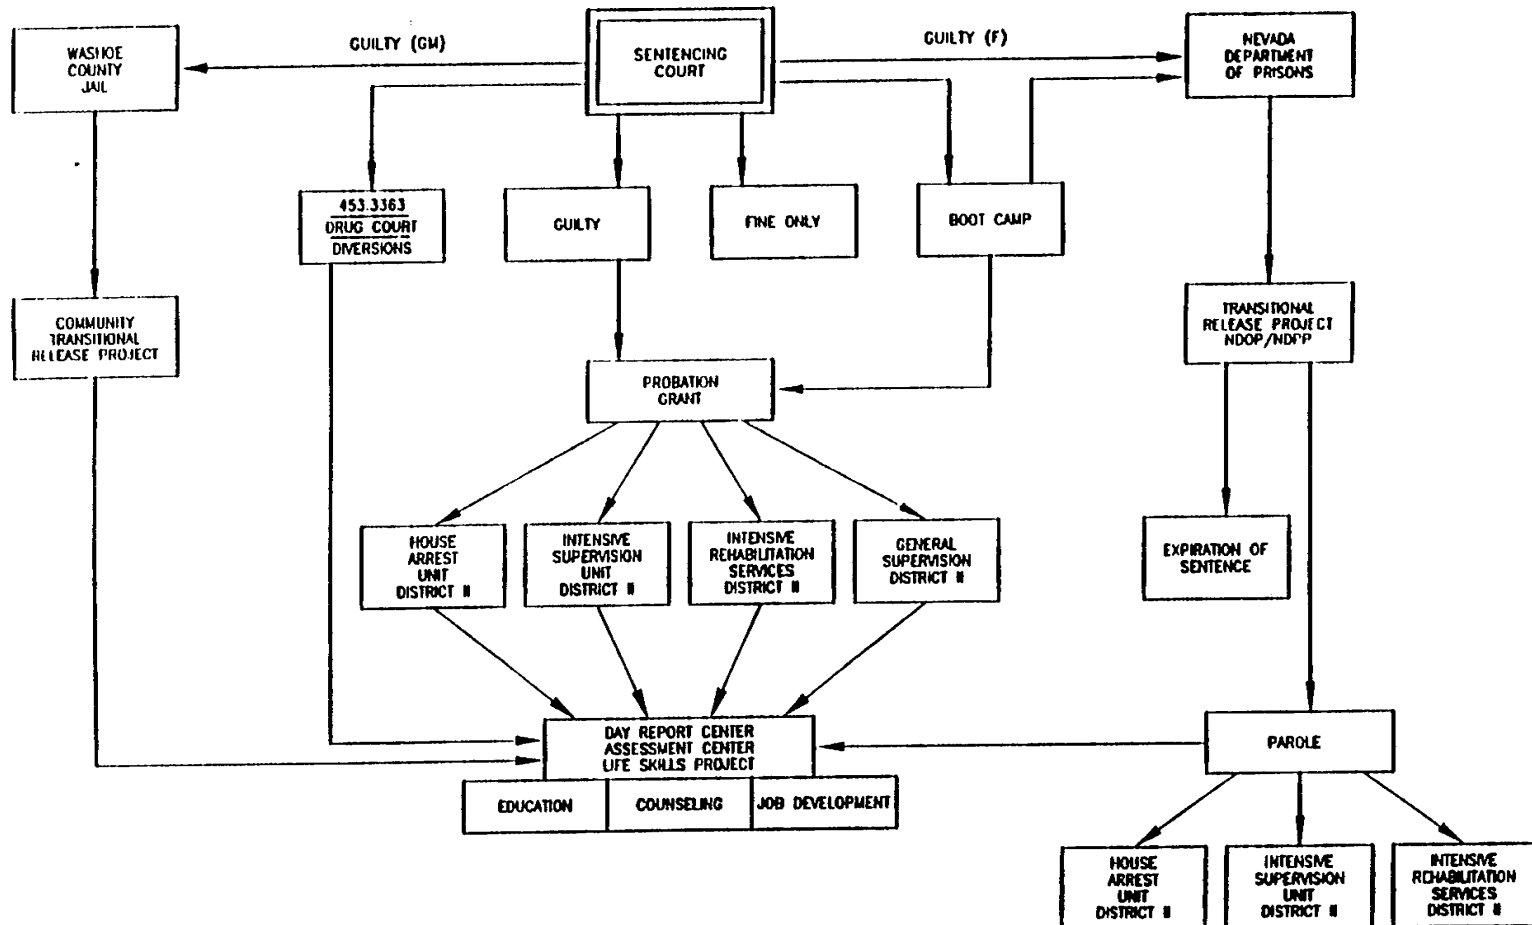 GUILTY (GM)
GUILTY (F)
WASHOE
COUNTY
JAIL
SENTENCING
COURT
NEVADA
DEPARTMENT
OF PRISONS
453.3363
DRUG COURT
DIVERSIONS
GUILTY
FINE ONLY
BOOT CAMP
COMMUNITY
TRANSITIONAL
RELEASE PROJECT
TRANSITIONAL
RELEASE PROJECT
NDOP/NDPP
PROBATION
GRANT
HOUSE
ARREST
UNIT
DISTRICT II
INTENSIVE
SUPERVISION
UNIT
DISTRICT II
INTENSIVE
REHABILITATION
SERVICES
DISTRICT II
GENERAL
SUPERVISION
DISTRICT II
EXPIRATION OF
SENTENCE
DAY REPORT CENTER
ASSESSMENT CENTER
LIFE SKILLS PROJECT
EDUCATION
COUNSELING
JOB DEVELOPMENT
PAROLE
HOUSE
ARREST
UNIT
DISTRICT II
INTENSIVE
SUPERVISION
UNIT
DISTRICT II
INTENSIVE
REHABILITATION
SERVICES
DISTRICT II